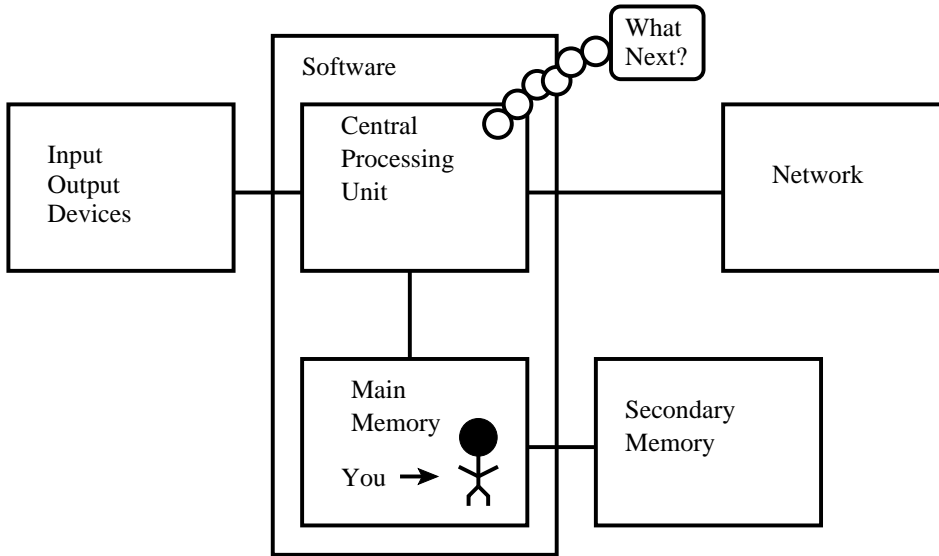 What
Next?
Software
Central
Processing
Unit
Input
Output
Devices
Network
Main
Memory
You
Secondary
Memory